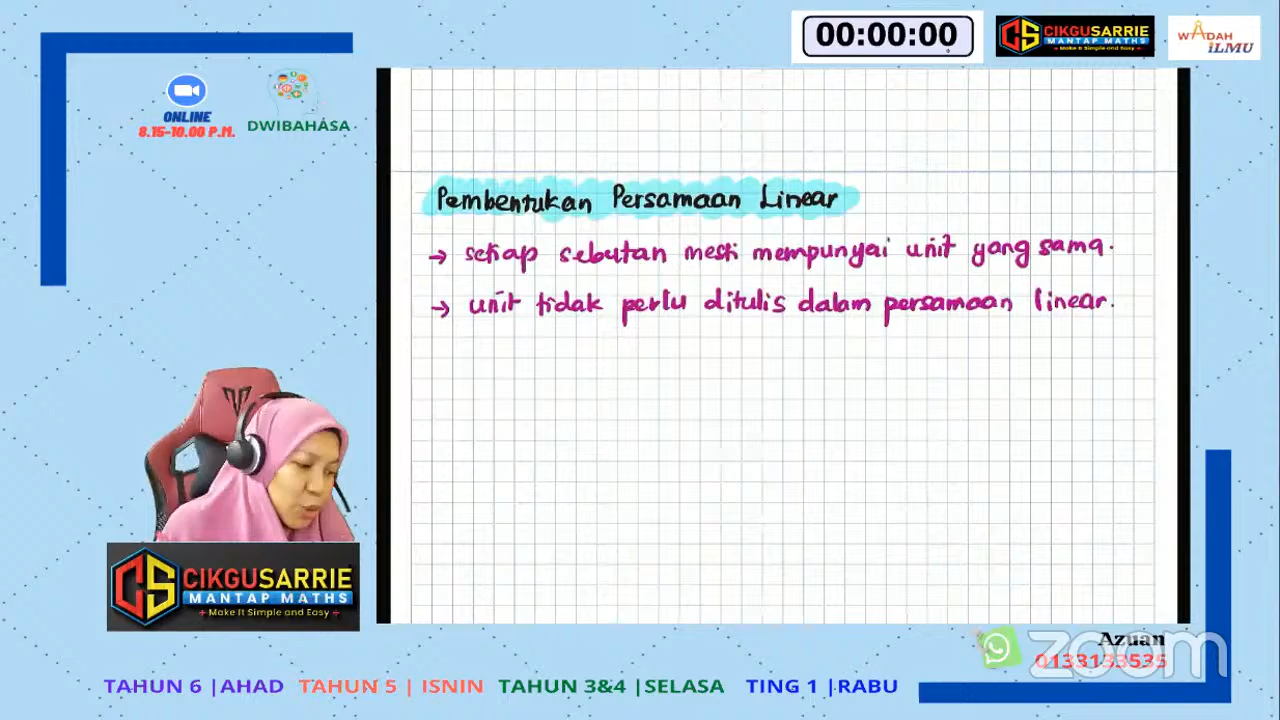 00:00:00
CIKGUSARRIE
MANTAP MATHS
Make It Simple and Easy
WADAH
iLMU
ONLINE
8.15-10.00 P.M.
DWIBAHASA
Pembentukan Persamaan Linear
→ setiap sebutan mesti mempunyai unit yang sama.
→ unit tidak perlu ditulis dalam persamaan linear.
CS CIKGUSARRIE
MANTAP MATHS
+ Make It Simple and Easy +
Azuan
0133133535
zoom
TAHUN 6 |AHAD TAHUN 5 | ISNIN TAHUN 3&4 |SELASA TING 1 |RABU